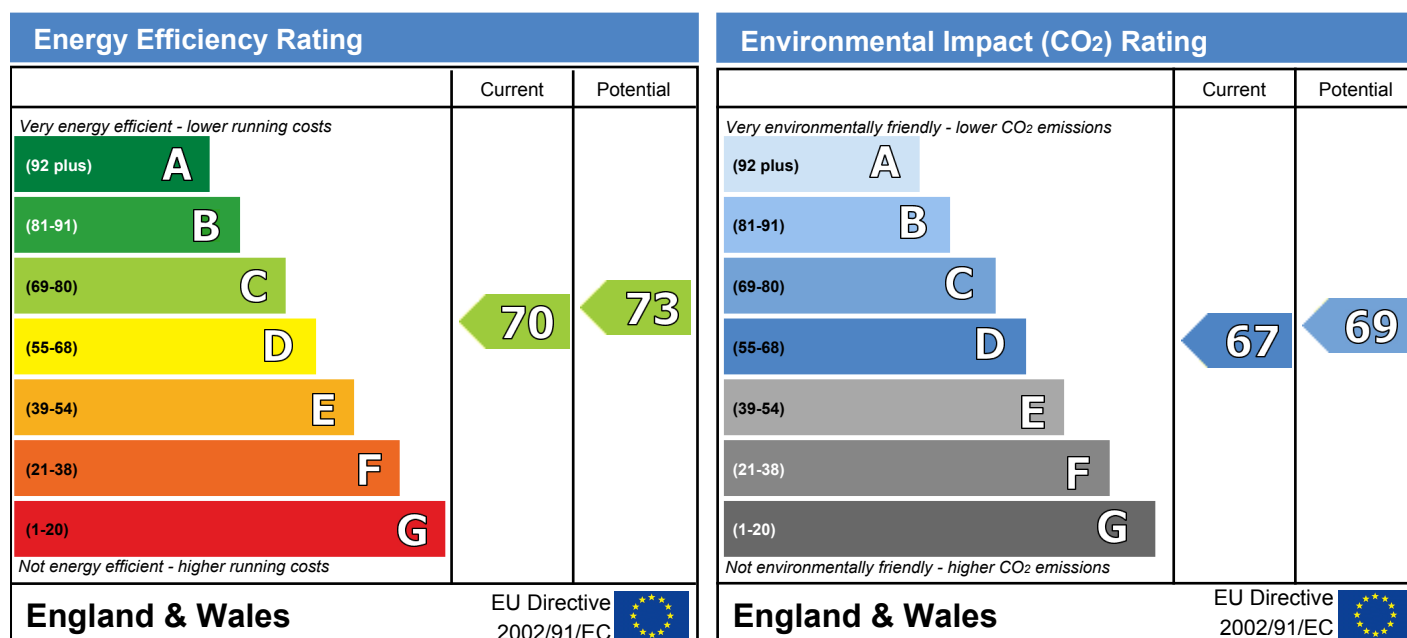 Energy Efficiency Rating
Current Potential
Very energy efficient - lower running costs
(92 plus) A
(81-91) B
(69-80) C
(55-68) D
(39-54) E
(21-38) F
(1-20) G
70
73
Not energy efficient - higher running costs
England & Wales
EU Directive
2002/91/EC
Environmental Impact (CO2) Rating
Current Potential
Very environmentally friendly - lower CO2 emissions
(92 plus) A
(81-91) B
(69-80) C
(55-68) D
(39-54) E
(21-38) F
(1-20) G
67
69
Not environmentally friendly - higher CO2 emissions
England & Wales
EU Directive
2002/91/EC